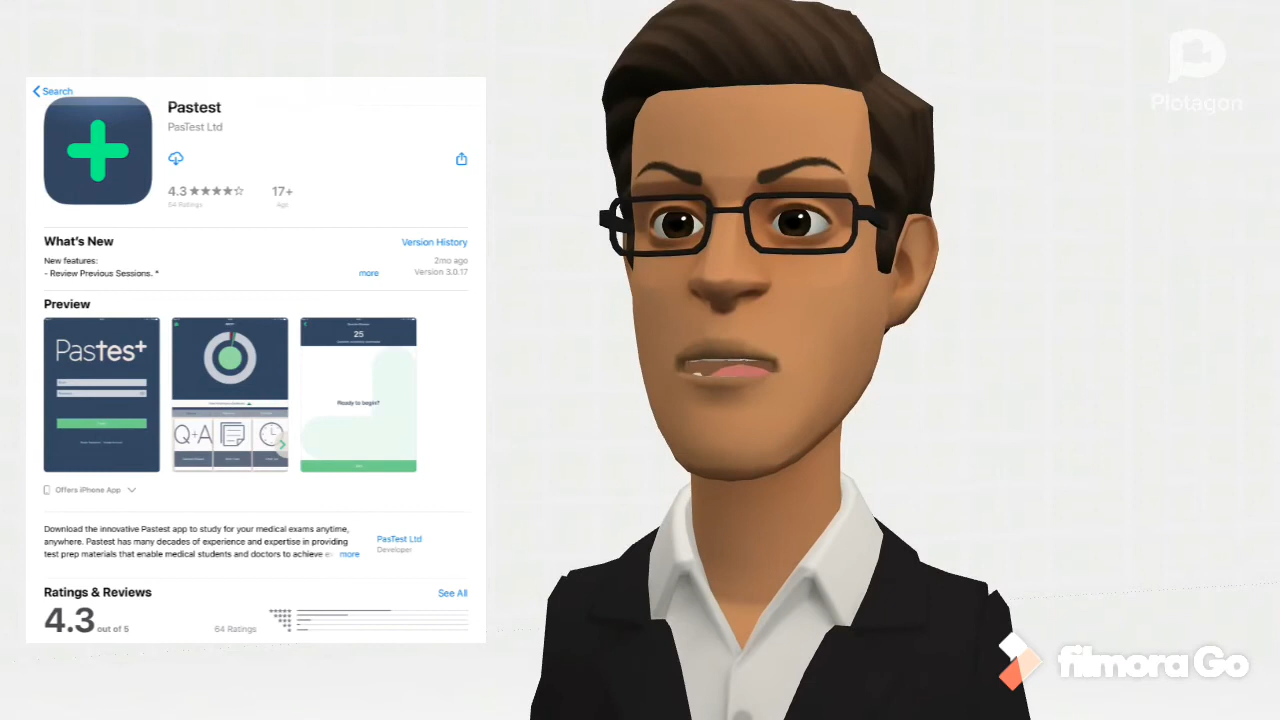 Search
Pastest
PasTest Ltd
4.3 ★★★★☆ 17+
64 Ratings Age
What's New Version History
New features: 2mo ago
- Review Previous Sessions. * more Version 3.0.17
Preview
Pastest
Q+A
25
Ready to begin?
Offers iPhone App
Download the innovative Pastest app to study for your medical exams anytime,
anywhere. Pastest has many decades of experience and expertise in providing
test prep materials that enable medical students and doctors to achieve more
PasTest Ltd
Developer
Ratings & Reviews See All
4.3 out of 5 64 Ratings
Plotagon
filmora Go